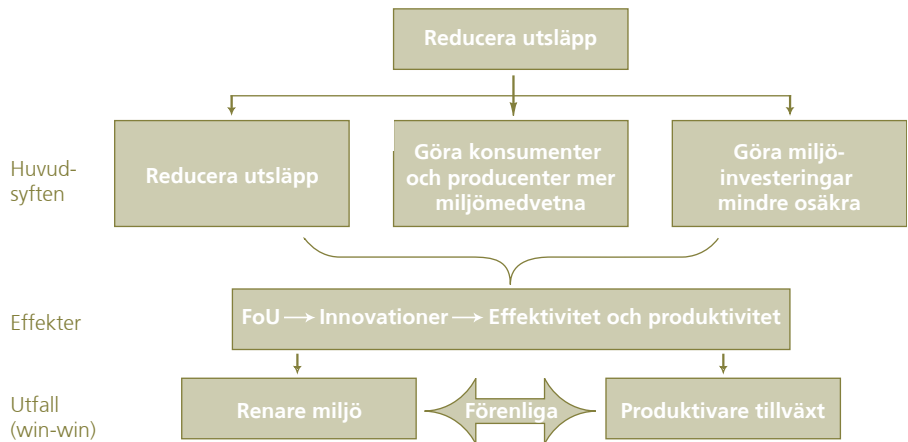 Reducera utsläpp
Huvud-
syften
Reducera utsläpp
Göra konsumenter
och producenter mer
miljömedvetna
Göra miljö-
investeringar
mindre osäkra
Effekter
FoU → Innovationer → Effektivitet och produktivitet
Utfall
(win-win)
Renare miljö
Förenliga
Produktivare tillväxt